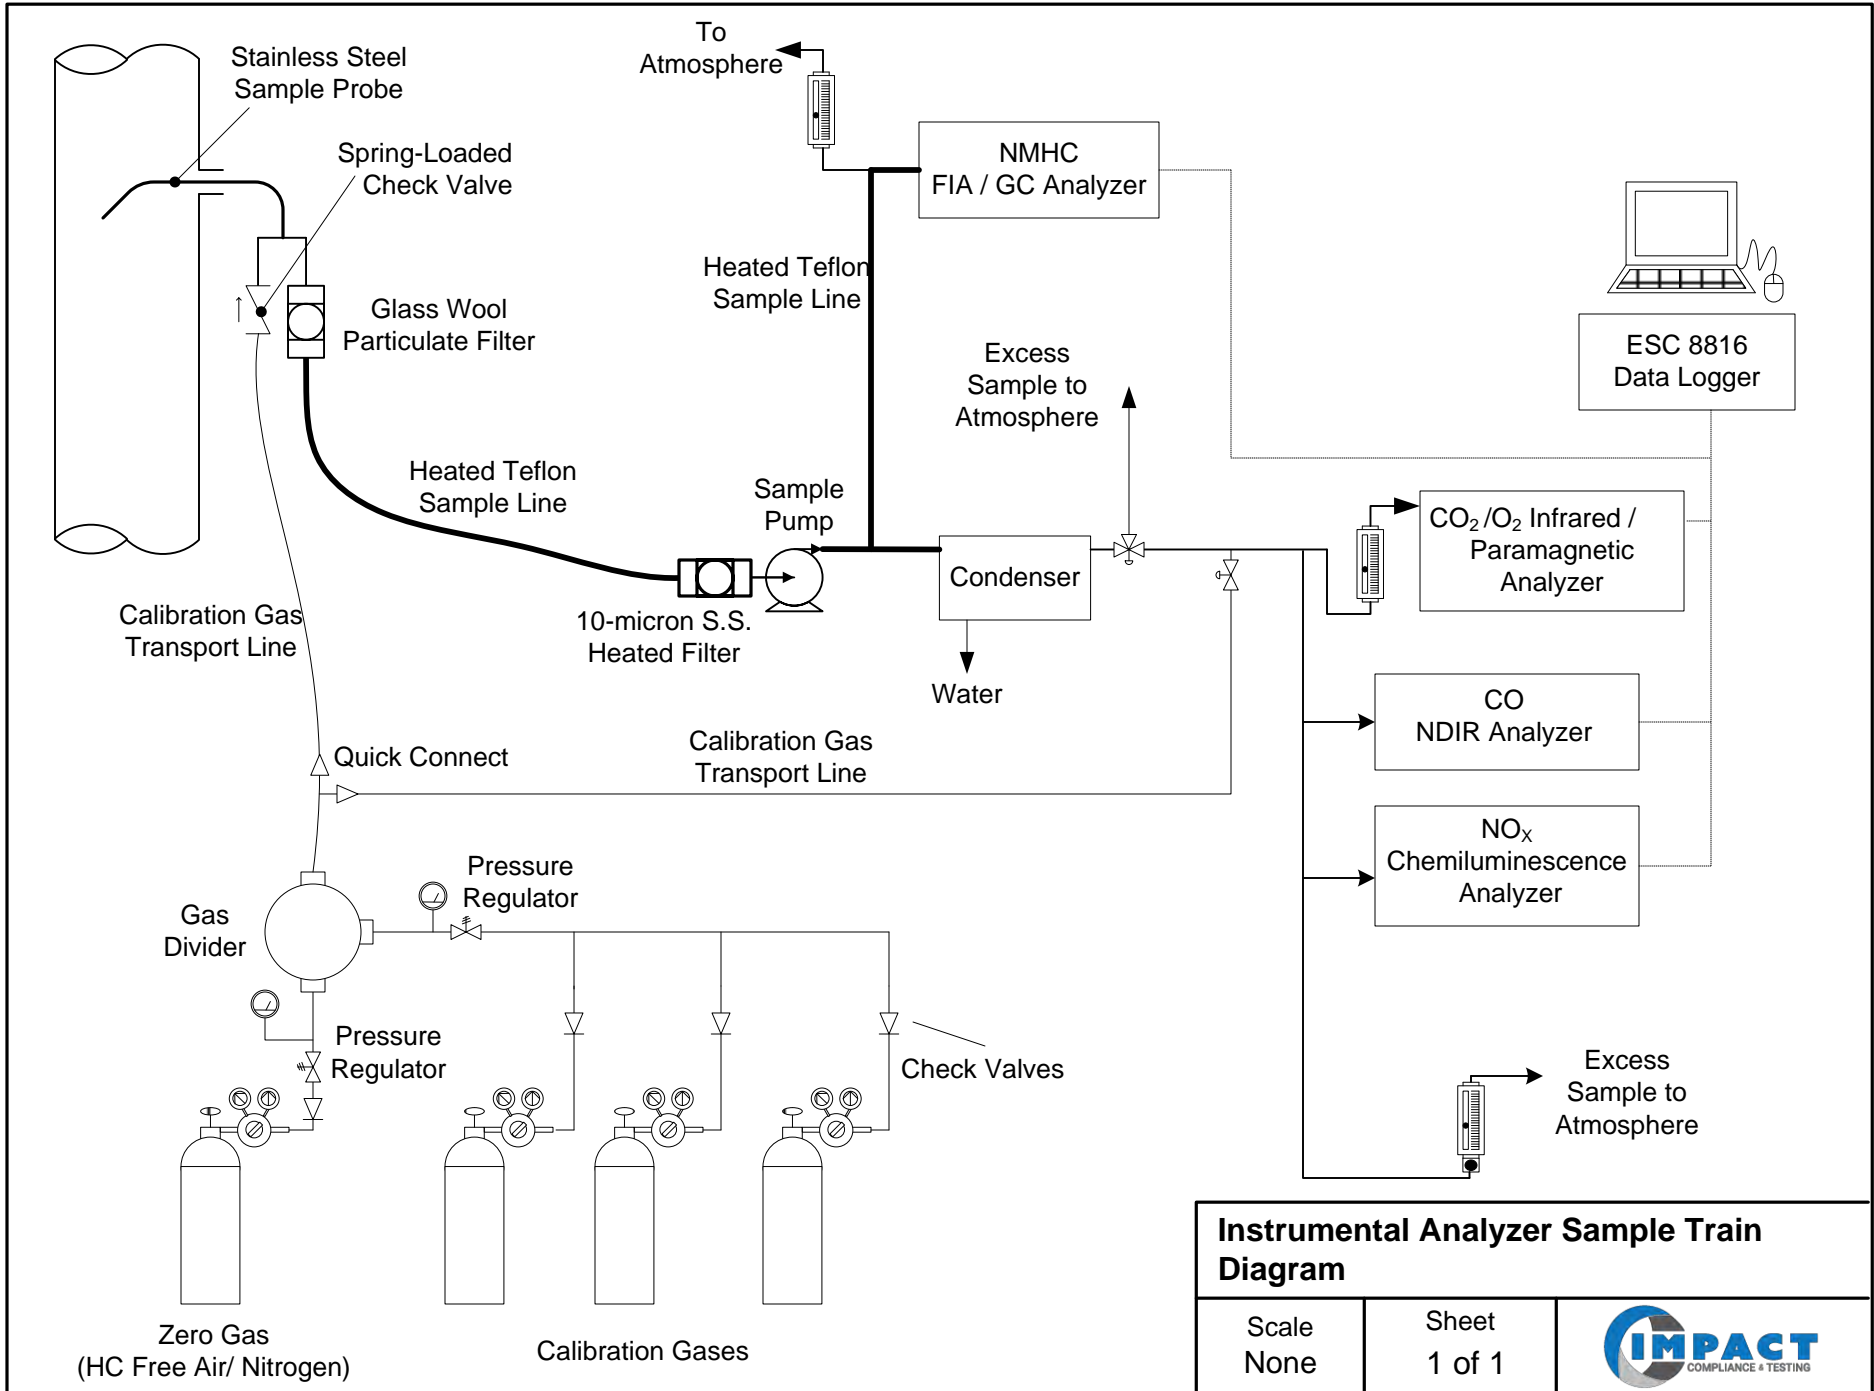 To
Atmosphere
Stainless Steel
Sample Probe
Spring-Loaded
Check Valve
NMHC
FIA / GC Analyzer
Heated Teflon
Sample Line
Glass Wool
Particulate Filter
ESC 8816
Data Logger
Excess
Sample to
Atmosphere
Heated Teflon
Sample Line
Sample
Pump
CO₂ /O₂ Infrared /
Paramagnetic
Analyzer
Condenser
10-micron S.S.
Heated Filter
Calibration Gas
Transport Line
Water
CO
NDIR Analyzer
Quick Connect
Calibration Gas
Transport Line
NOₓ
Chemiluminescence
Analyzer
Pressure
Regulator
Gas
Divider
Pressure
Regulator
Check Valves
Excess
Sample to
Atmosphere
Zero Gas
(HC Free Air/ Nitrogen)
Calibration Gases
Instrumental Analyzer Sample Train
Diagram
Scale
None
Sheet
1 of 1
IMPACT
COMPLIANCE & TESTING